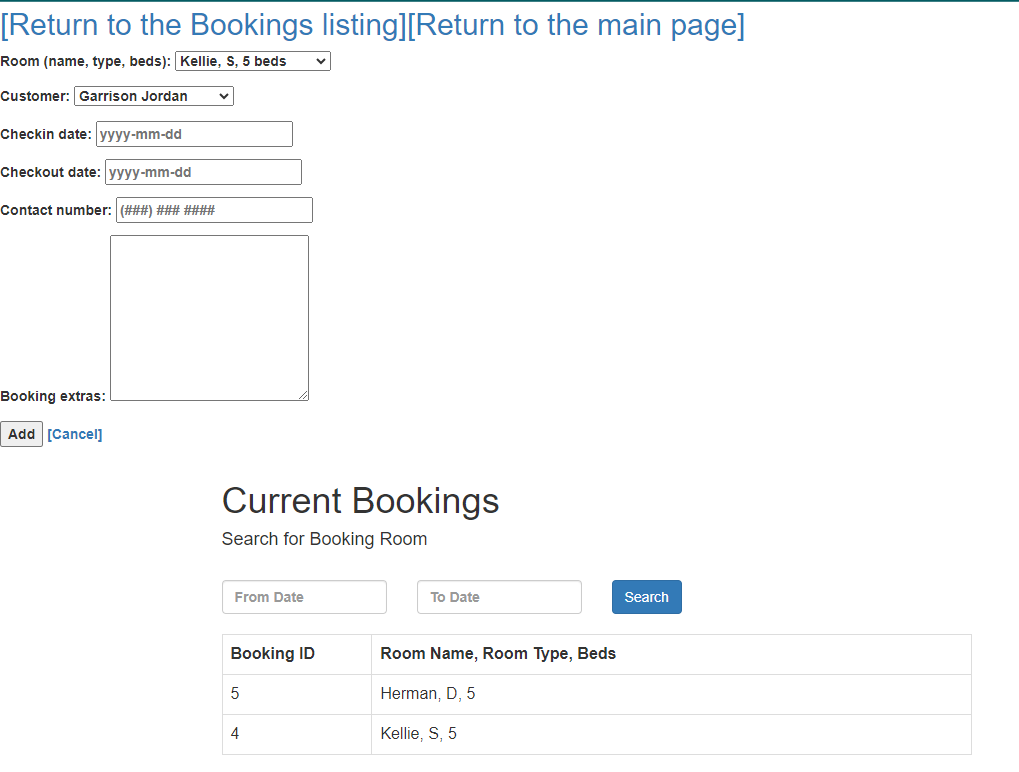 [Return to the Bookings listing][Return to the main page]
Room (name, type, beds): Kellie, S, 5 beds
Customer: Garrison Jordan
Checkin date: yyyy-mm-dd
Checkout date: yyyy-mm-dd
Contact number: (###) ### ####
Booking extras:
Add [Cancel]
Current Bookings
Search for Booking Room
From Date To Date Search
Booking ID Room Name, Room Type, Beds
5 Herman, D, 5
4 Kellie, S, 5